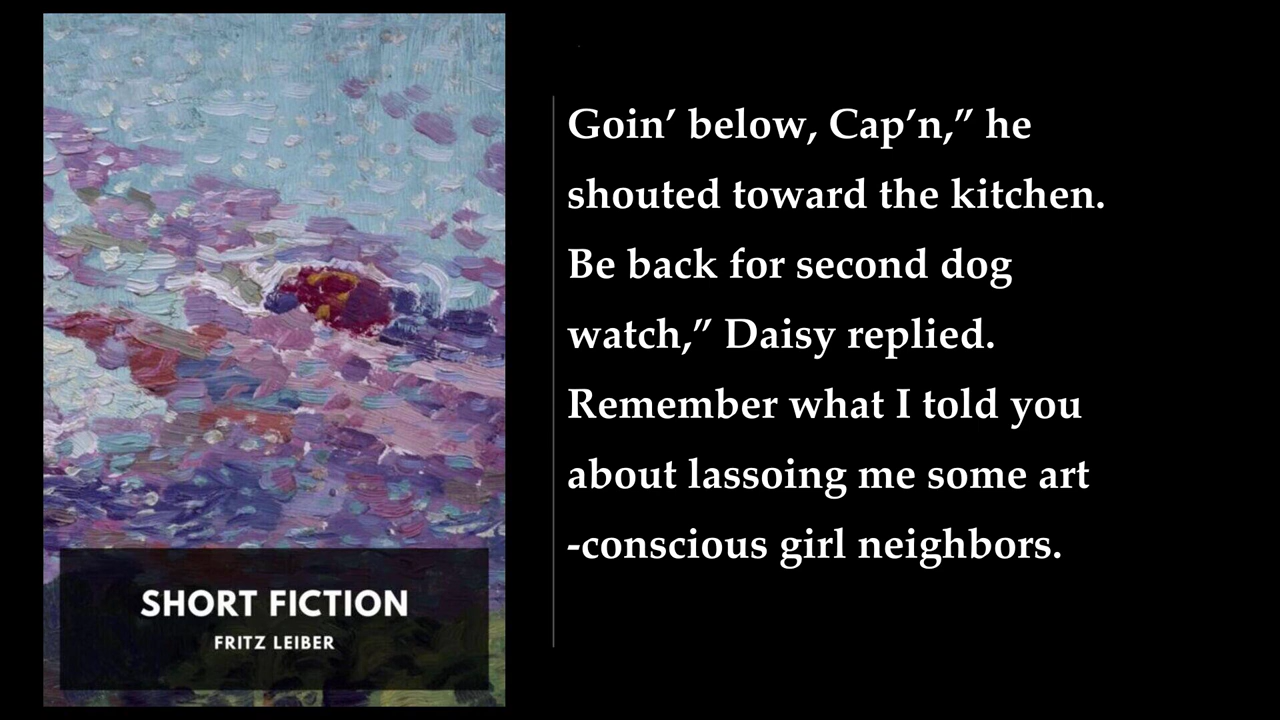 Goin’ below, Cap’n,” he
shouted toward the kitchen.
Be back for second dog
watch,” Daisy replied.
Remember what I told you
about lassoing me some art
-conscious girl neighbors.
SHORT FICTION
FRITZ LEIBER